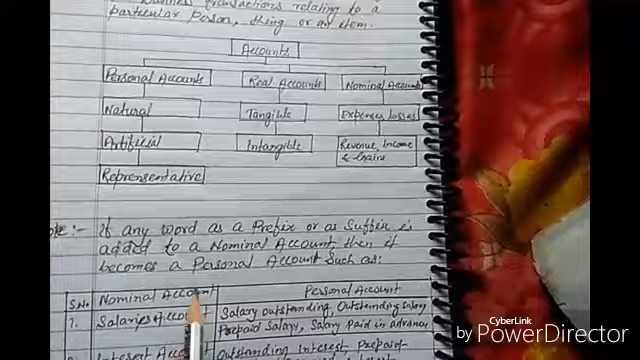 Business transactions relating to a
particular person, thing or an item.
Accounts
Personal Accounts
Real Accounts
Nominal Accounts
Natural
Tangible
Expenses, losses
Artificial
Intangible
Revenue, Income
& Gains
Reprensentative
:- If any Word as a Prefix or as Suffix is
added to a Nominal Account, then it
becomes a Personal Account such as:
S.No Nominal Account Personal Account
1. Salaries Account Salary outstanding, Outstanding salary
Prepaid Salary, Salary Paid in advance
Interest Account Outstanding Interest Prepaid-
CyberLink
by PowerDirector